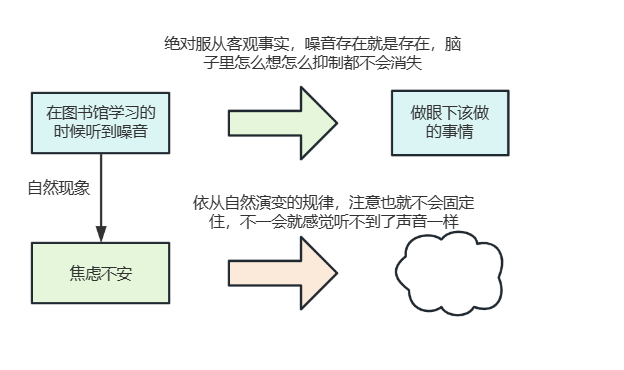 绝对服从客观事实，噪音存在就是存在，脑
子里怎么想怎么抑制都不会消失
在图书馆学习的
时候听到噪音
做眼下该做
的事情
自然现象
依从自然演变的规律，注意也就不会固定
住，不一会就感觉听不到了声音一样
焦虑不安